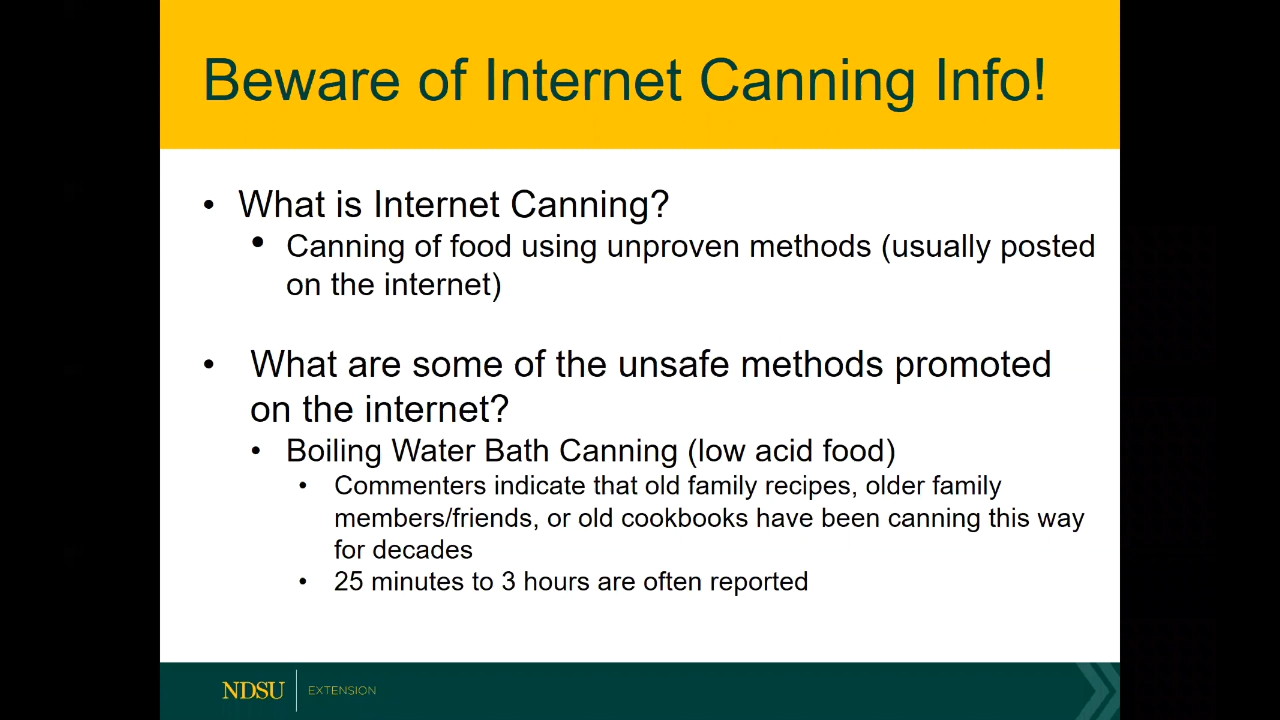 Beware of Internet Canning Info!
• What is Internet Canning?
• Canning of food using unproven methods (usually posted
on the internet)
• What are some of the unsafe methods promoted
on the internet?
• Boiling Water Bath Canning (low acid food)
• Commenters indicate that old family recipes, older family
members/friends, or old cookbooks have been canning this way
for decades
• 25 minutes to 3 hours are often reported
NDSU EXTENSION